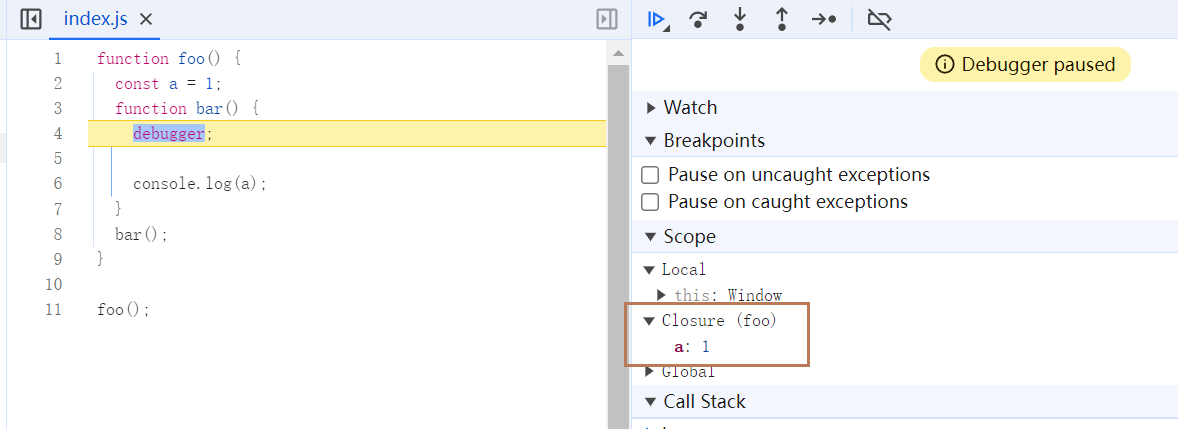 index.js
1 function foo() {
2 const a = 1;
3 function bar() {
4 debugger;
5
6 console.log(a);
7 }
8 bar();
9 }
10
11 foo();
Debugger paused
Watch
Breakpoints
Pause on uncaught exceptions
Pause on caught exceptions
Scope
Local
this: Window
Closure (foo)
a: 1
Global
Call Stack